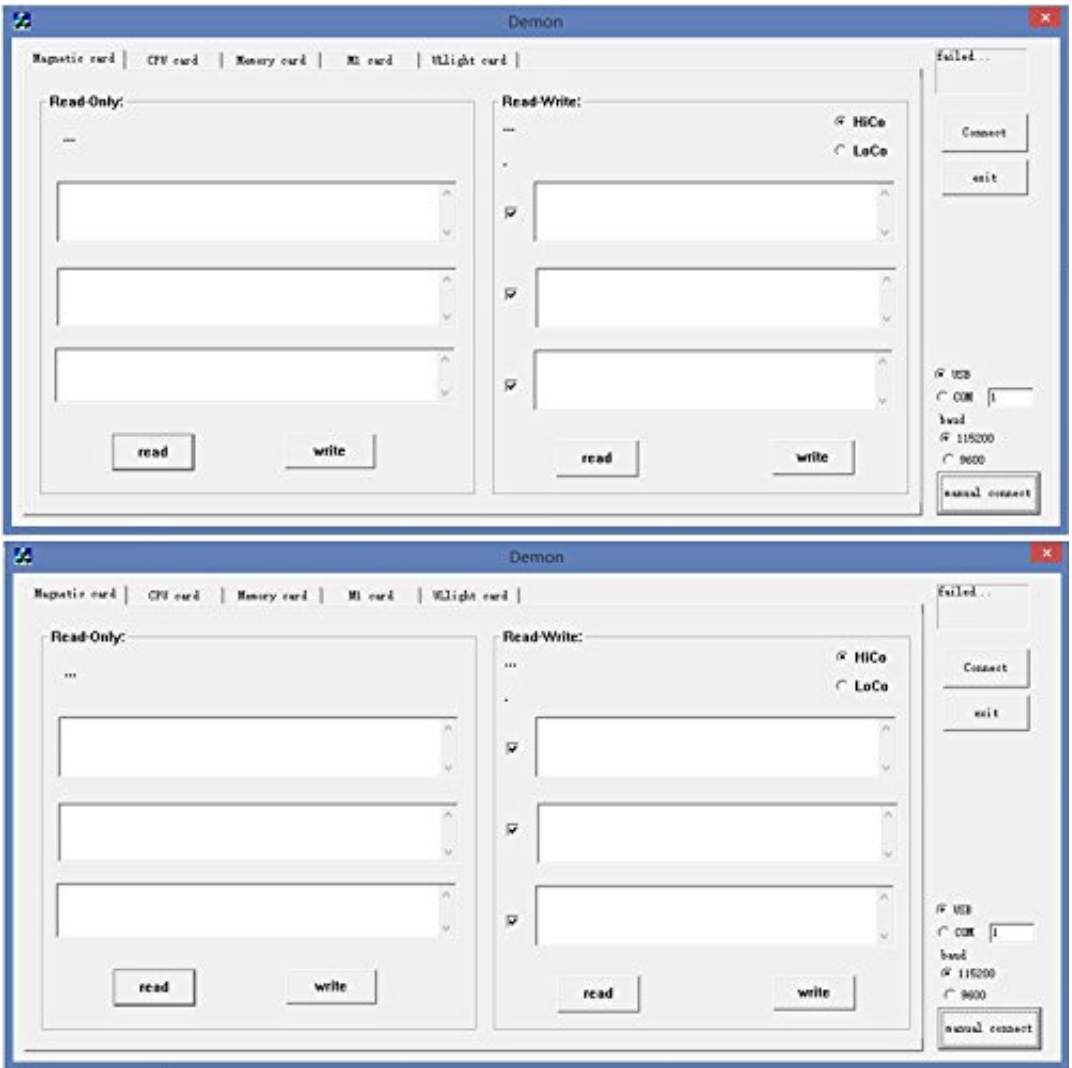 Demon
Magnetic card CPU card Memory card M1 card ULlight card
failed...
Read-Only:
...
Read-Write:
...
.
HiCo
LoCo
Connect
exit
read write
read write
USB
COM 1
baud
115200
9600
manual connect
Demon
Magnetic card CPU card Memory card M1 card ULlight card
failed...
Read-Only:
...
Read-Write:
...
.
HiCo
LoCo
Connect
exit
read write
read write
USB
COM 1
baud
115200
9600
manual connect